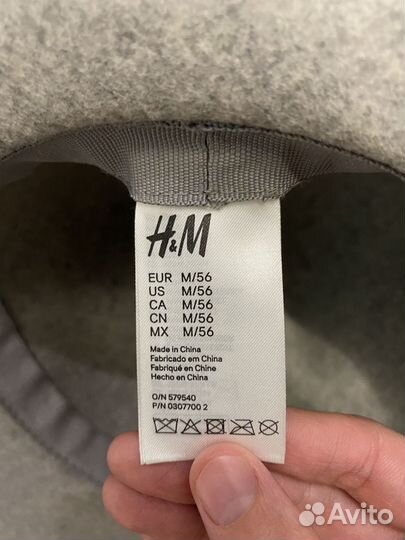 H&M
EUR M/56
US M/56
CA M/56
CN M/56
MX M/56
Made in China
Fabricado em China
Fabriqué en Chine
Hecho en China
O/N 579540
P/N 0307700 2
Avito